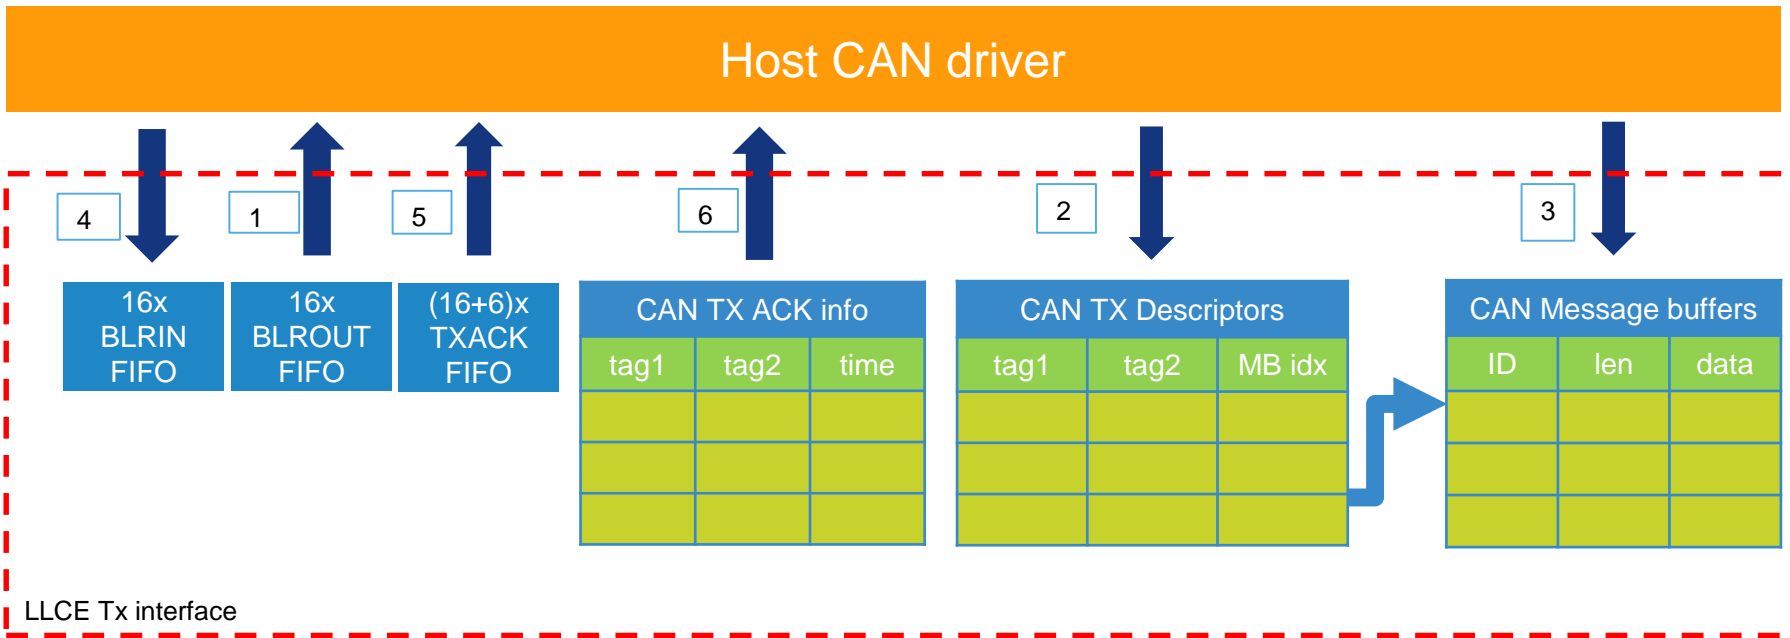 Host CAN driver
4
1
5
6
2
3
16x
BLRIN
FIFO
16x
BLROUT
FIFO
(16+6)x
TXACK
FIFO
CAN TX ACK info
tag1 tag2 time
CAN TX Descriptors
tag1 tag2 MB idx
CAN Message buffers
ID len data
LLCE Tx interface